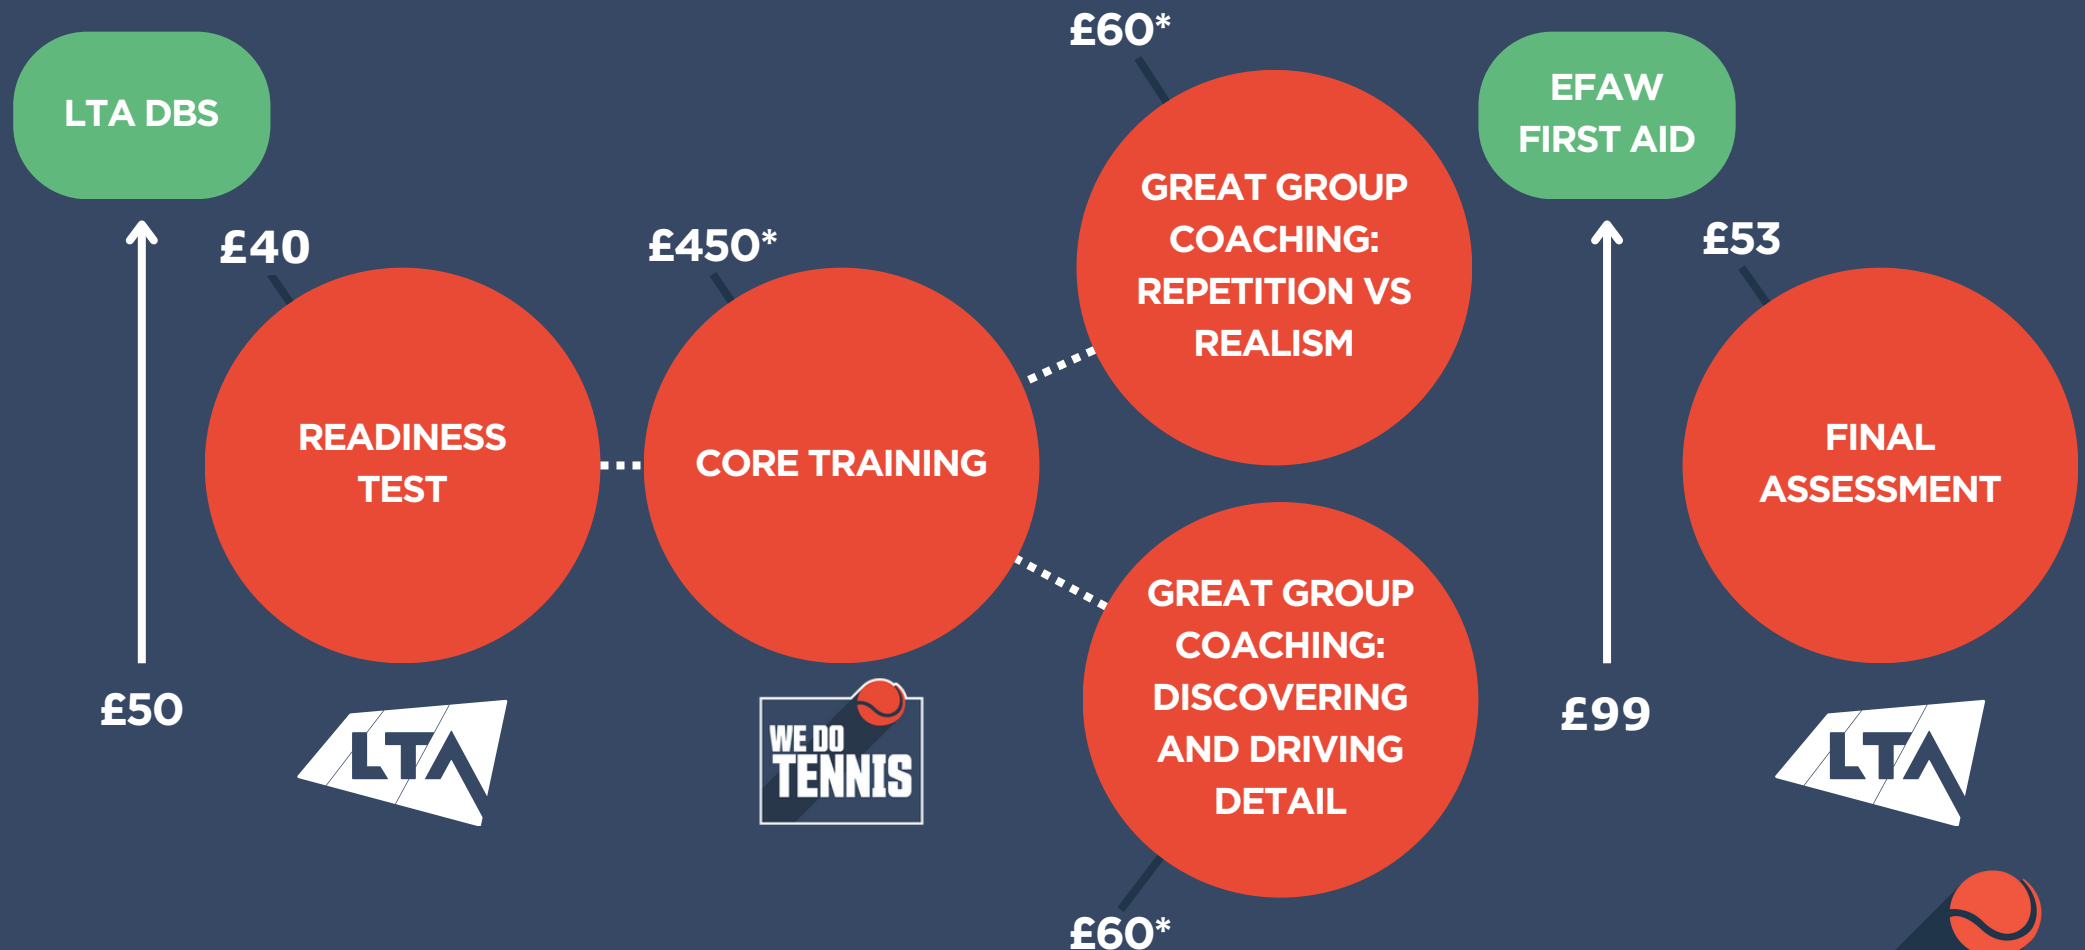 LTA DBS
£50
£40
READINESS
TEST
LTA
£450*
CORE TRAINING
WE DO
TENNIS
£60*
GREAT GROUP
COACHING:
REPETITION VS
REALISM
GREAT GROUP
COACHING:
DISCOVERING
AND DRIVING
DETAIL
£60*
EFAW
FIRST AID
£99
£53
FINAL
ASSESSMENT
LTA